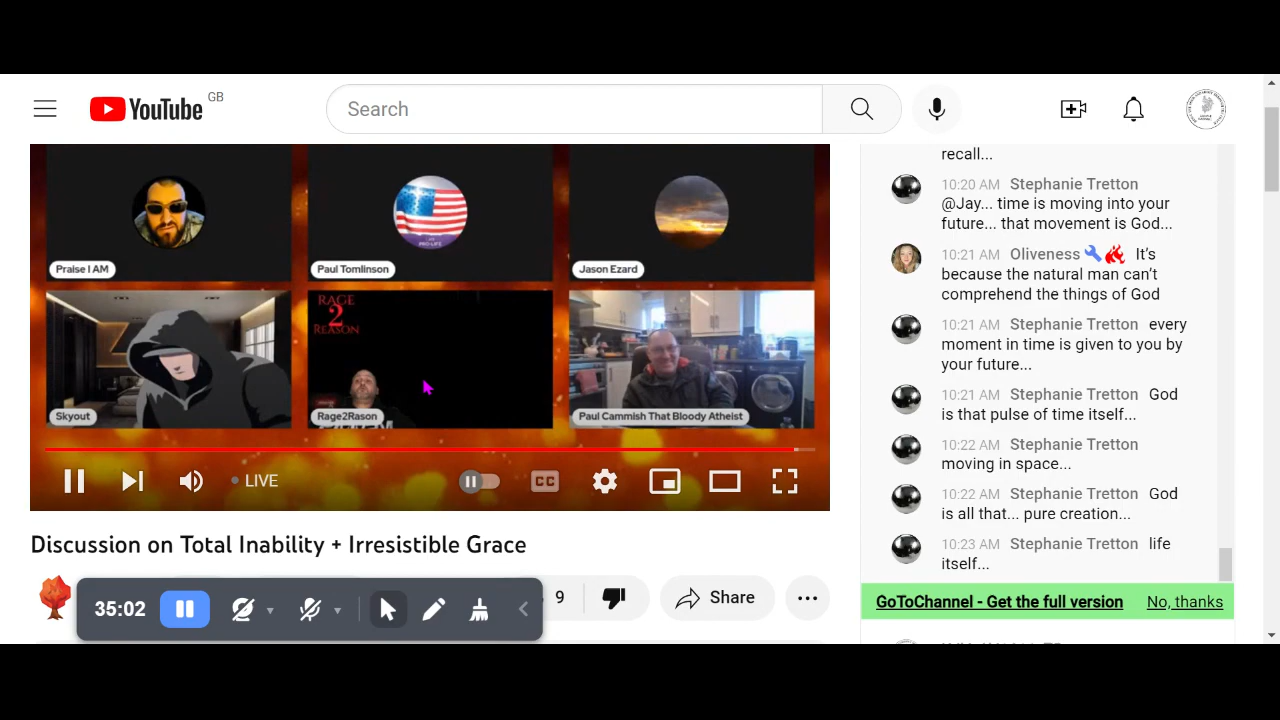 YouTube GB
Search
Praise I AM
PRO-LIFE
Paul Tomlinson
Jason Ezard
Skyout
RAGE
2
REASON
Rage2Rason
Paul Cammish That Bloody Atheist
LIVE
CC
Discussion on Total Inability + Irresistible Grace
35:02
9
Share
recall...
10:20 AM Stephanie Tretton
@Jay... time is moving into your
future... that movement is God...
10:21 AM Oliveness It's
because the natural man can't
comprehend the things of God
10:21 AM Stephanie Tretton every
moment in time is given to you by
your future...
10:21 AM Stephanie Tretton God
is that pulse of time itself...
10:22 AM Stephanie Tretton
moving in space...
10:22 AM Stephanie Tretton God
is all that... pure creation...
10:23 AM Stephanie Tretton life
itself...
GoToChannel - Get the full version No, thanks